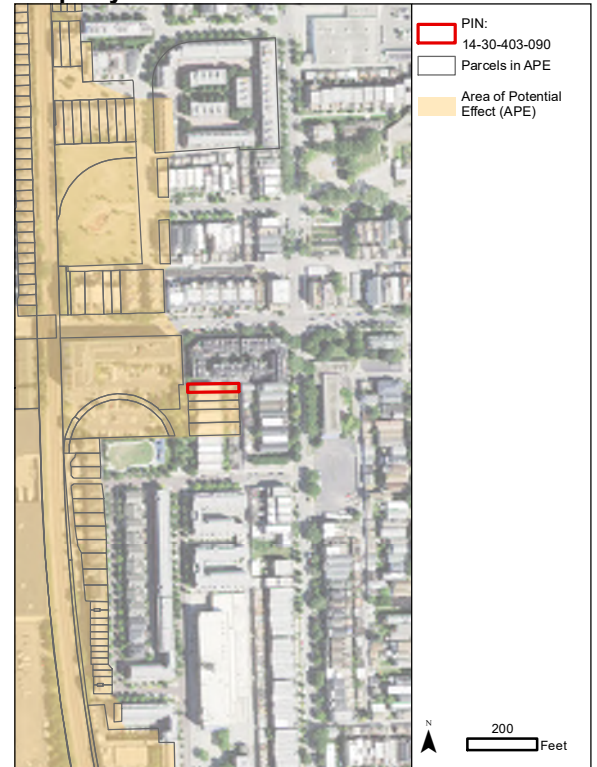 PIN:
14-30-403-090
Parcels in APE
Area of Potential
Effect (APE)
N
200
Feet